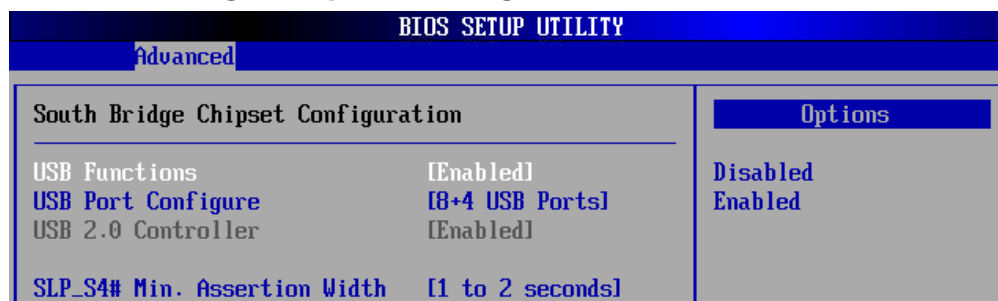 BIOS SETUP UTILITY
Advanced
South Bridge Chipset Configuration
Options
USB Functions [Enabled]
Disabled
USB Port Configure [8+4 USB Ports]
Enabled
USB 2.0 Controller [Enabled]
SLP_S4# Min. Assertion Width [1 to 2 seconds]